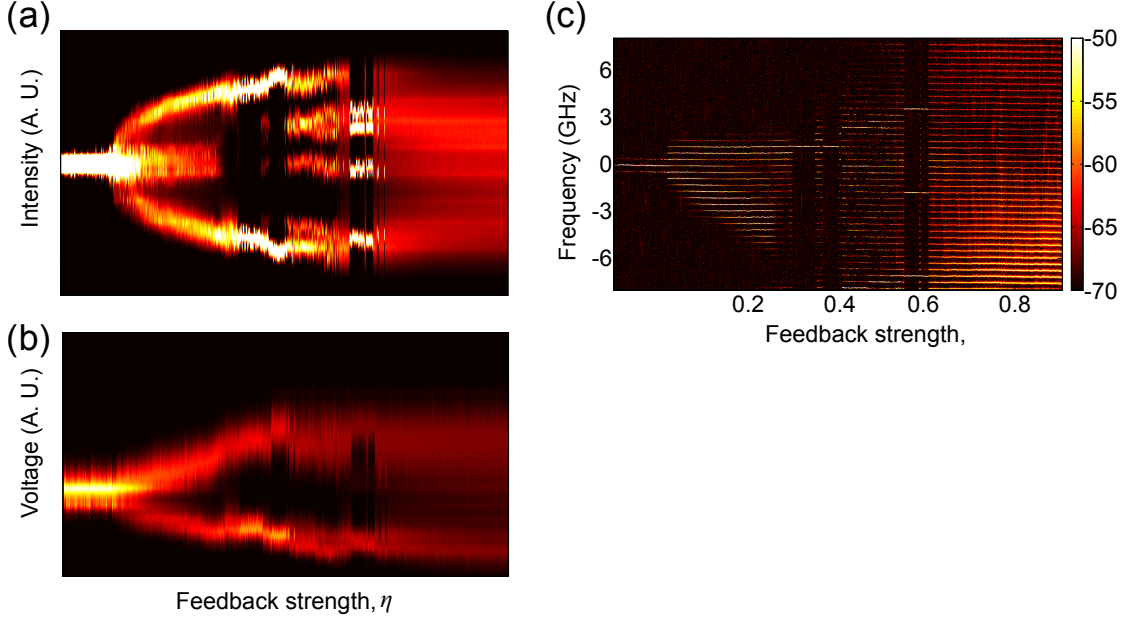 (a)
Intensity (A. U.)
(b)
Voltage (A. U.)
Feedback strength, η
(c)
Frequency (GHz)
6
3
0
-3
-6
0.2 0.4 0.6 0.8
Feedback strength,
-50
-55
-60
-65
-70